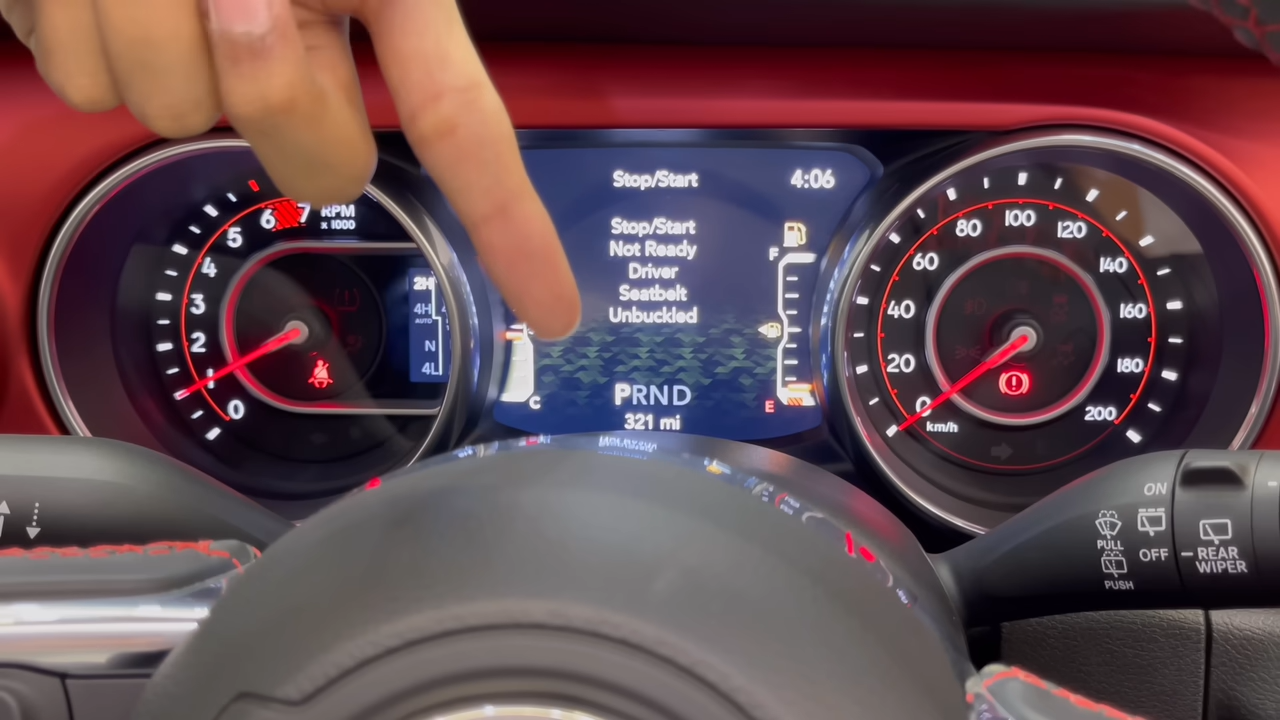 Stop/Start
4:06
Stop/Start
Not Ready
Driver
Seatbelt
Unbuckled
PRND
321 mi
F
E
C
RPM
x 1000
0
1
2
3
4
5
6
7
2H
4H
AUTO
N
4L
0
20
40
60
80
100
120
140
160
180
200
km/h
ON
OFF
PULL
PUSH
REAR
WIPER